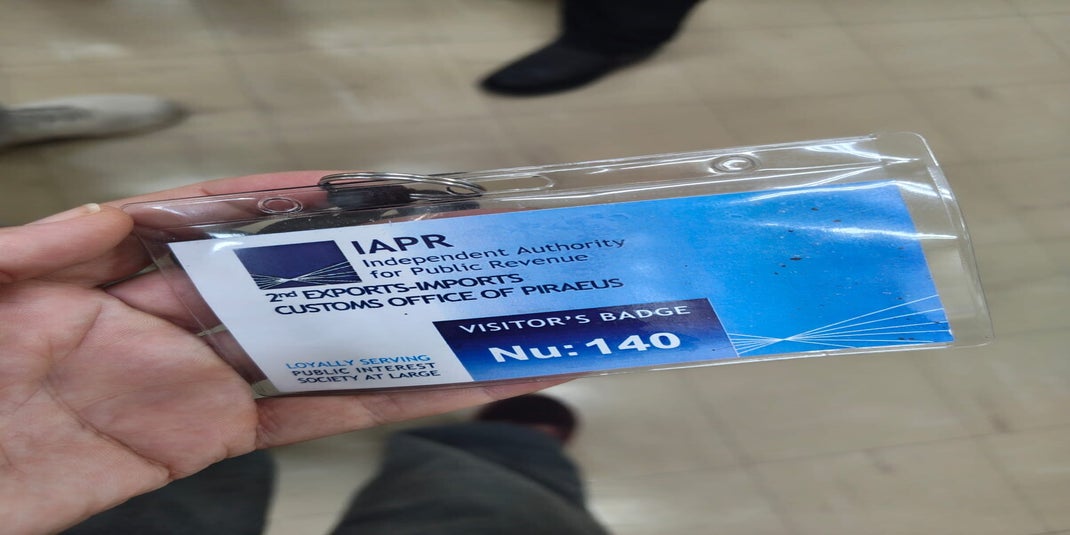 IAPR
Independent Authority
for Public Revenue
2nd EXPORTS-IMPORTS
CUSTOMS OFFICE OF PIRAEUS
VISITOR'S BADGE
Nu: 140
LOYALLY SERVING
PUBLIC INTEREST
SOCIETY AT LARGE